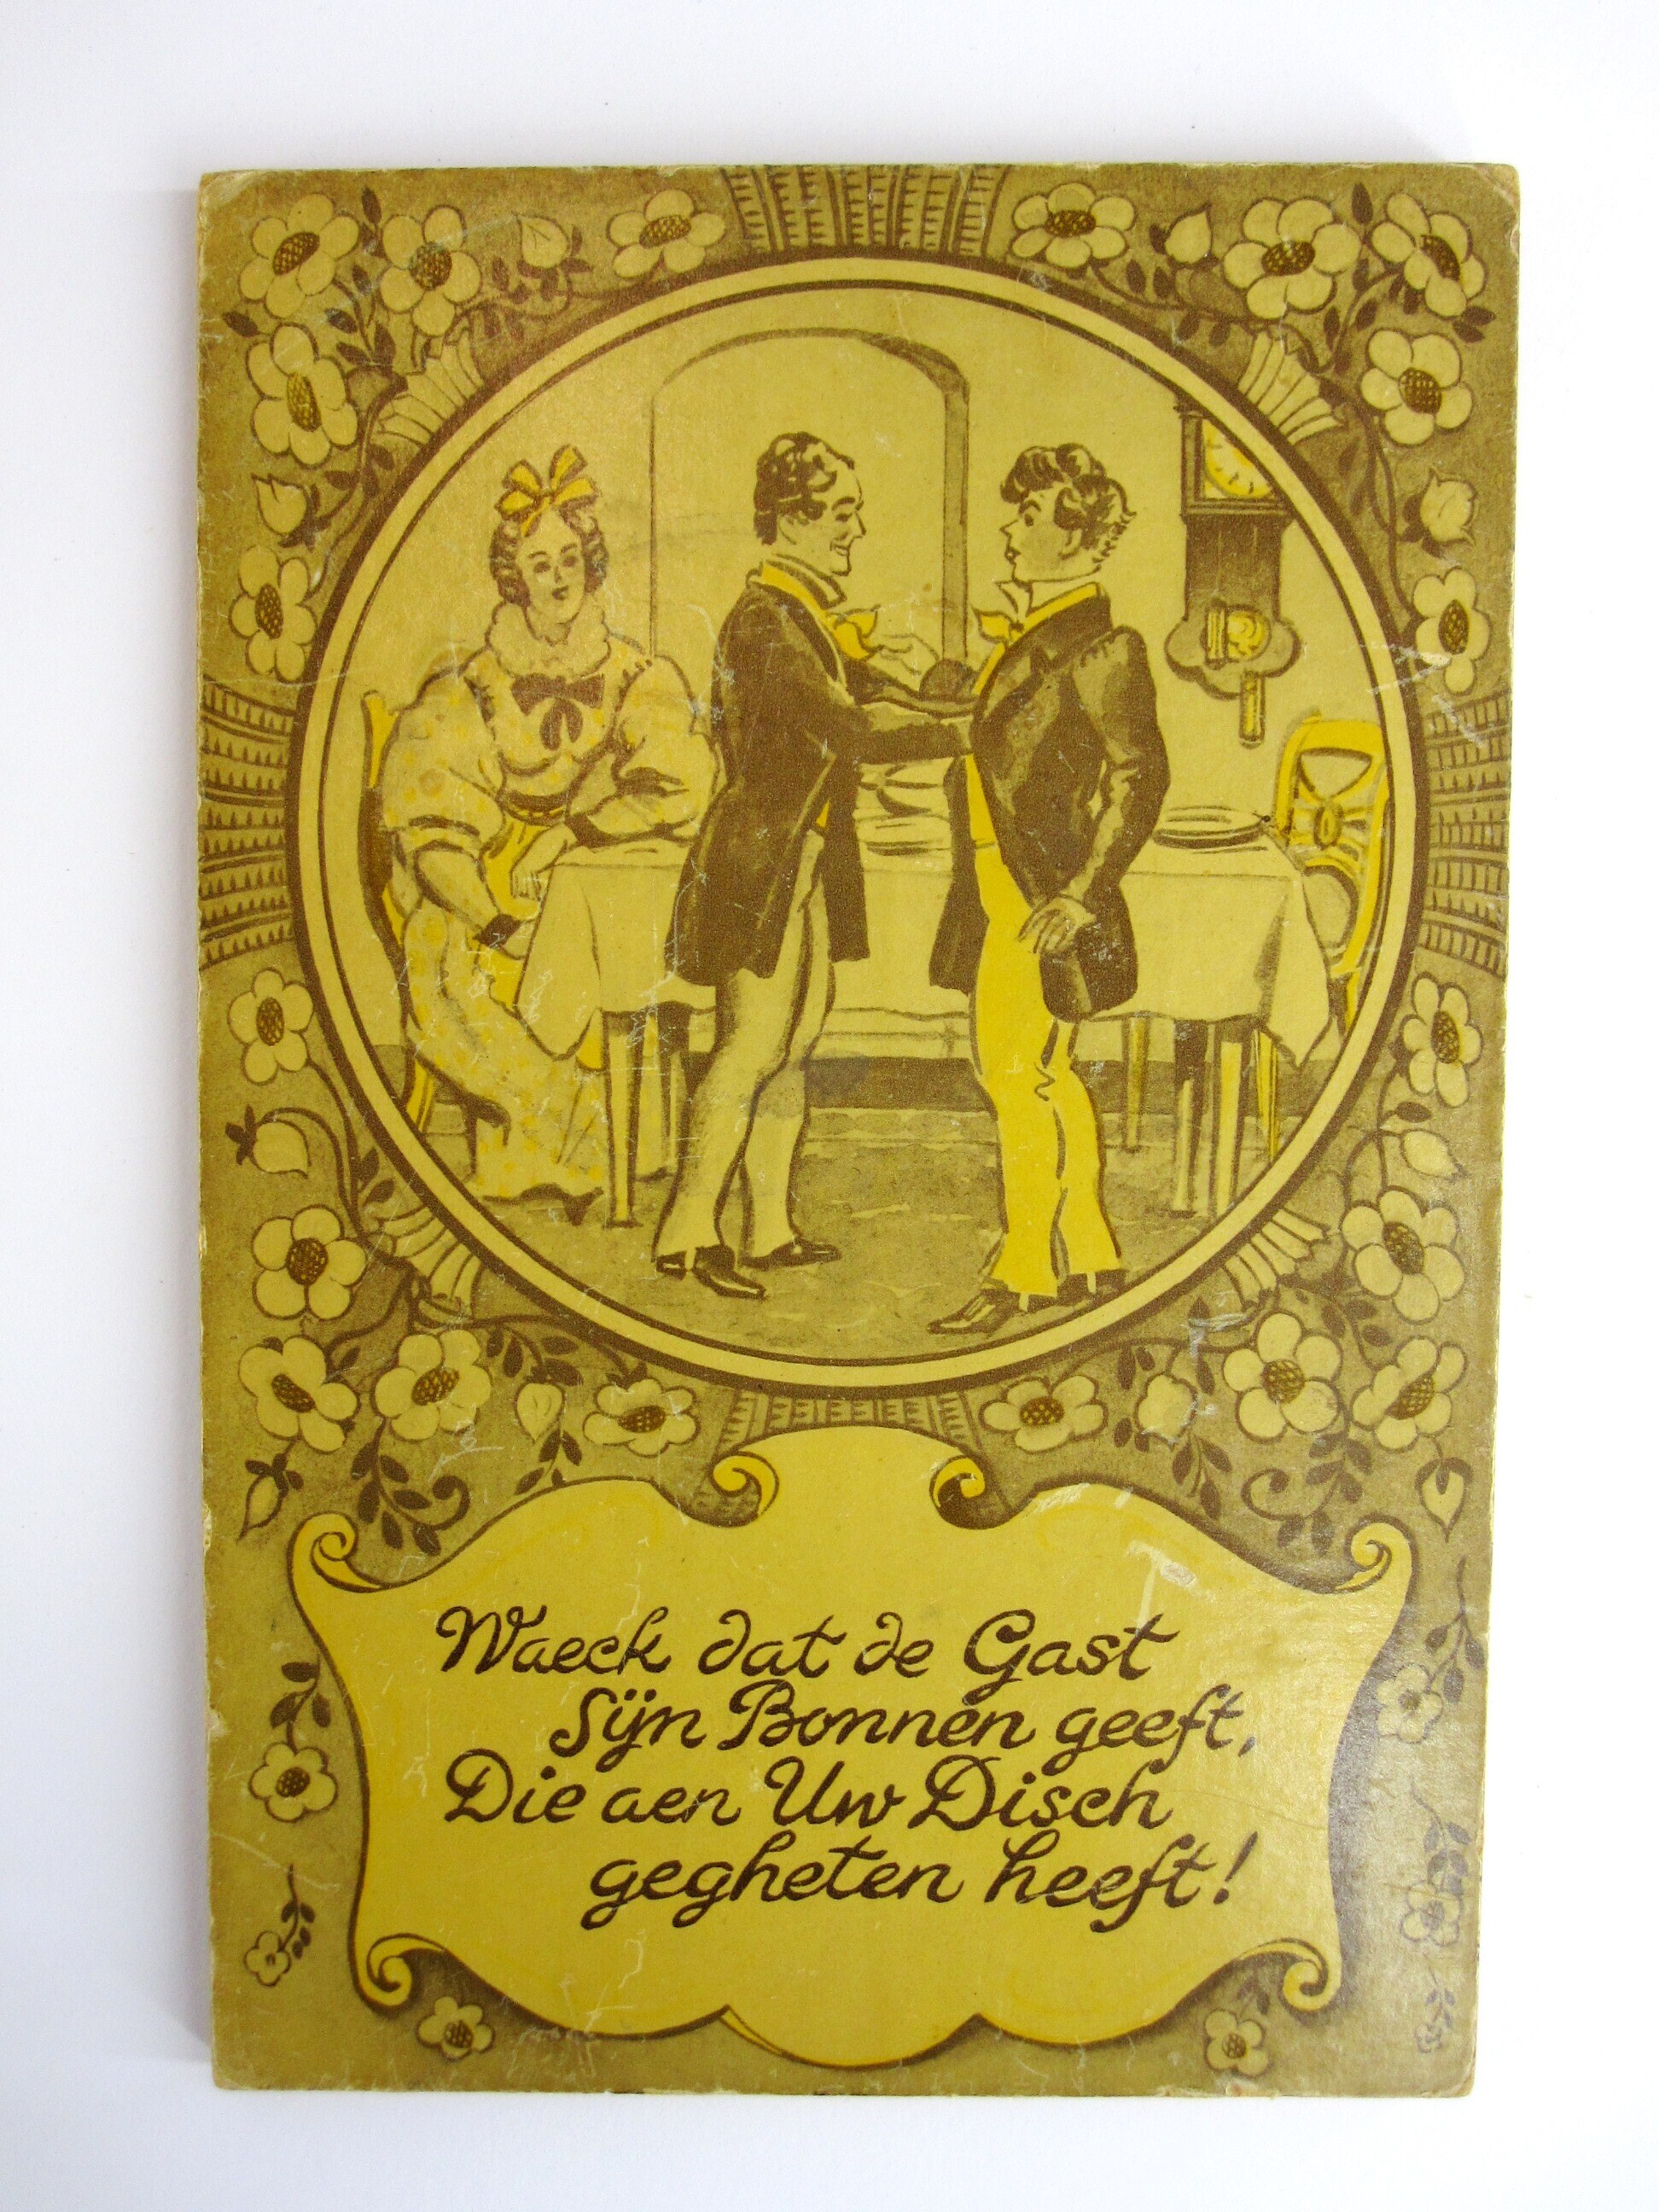 Waeck dat de Gast
Sijn Bonnen geeft,
Die aen Uw Disch
gegheten heeft!